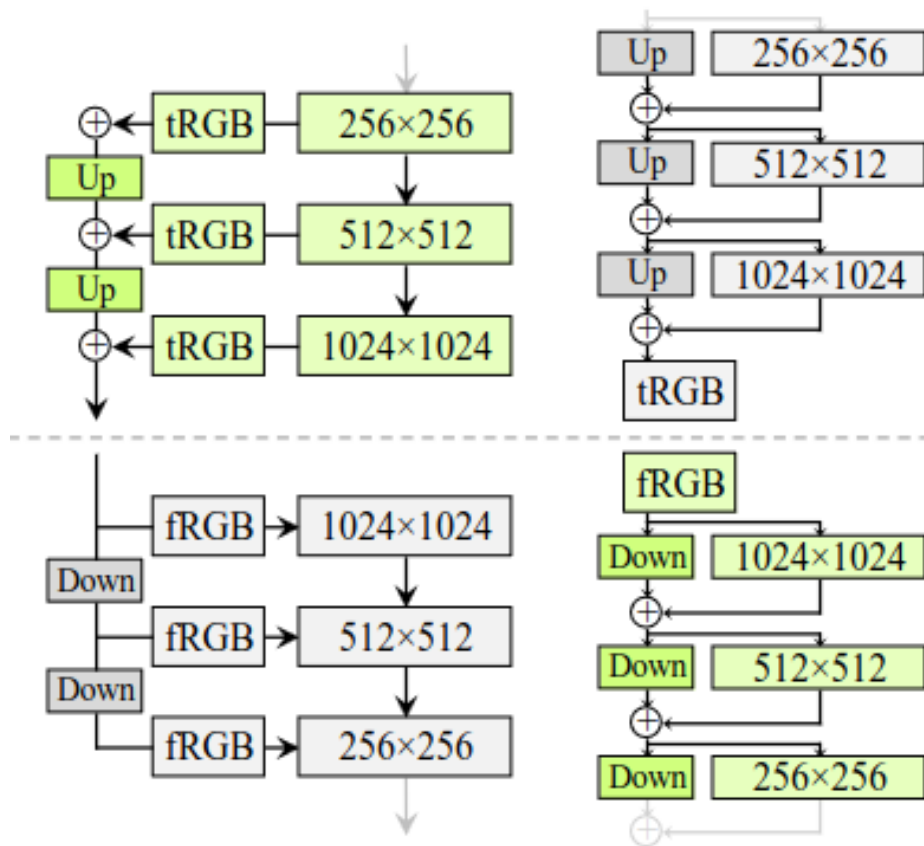 tRGB 256×256
Up
tRGB 512×512
Up
tRGB 1024×1024
Up 256×256
Up 512×512
Up 1024×1024
tRGB
fRGB 1024×1024
Down
fRGB 512×512
Down
fRGB 256×256
fRGB
Down 1024×1024
Down 512×512
Down 256×256